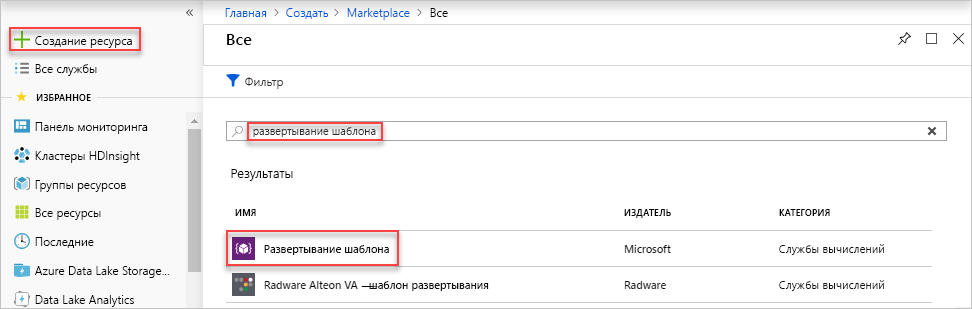 «
Создание ресурса
Все службы
ИЗБРАННОЕ
Панель мониторинга
Кластеры HDInsight
Группы ресурсов
Все ресурсы
Последние
Azure Data Lake Storage...
Data Lake Analytics
Главная > Создать > Marketplace > Все
Все
Фильтр
развертывание шаблона
Результаты
ИМЯ ИЗДАТЕЛЬ КАТЕГОРИЯ
Развертывание шаблона Microsoft Службы вычислений
Radware Alteon VA —шаблон развертывания Radware Службы вычислений